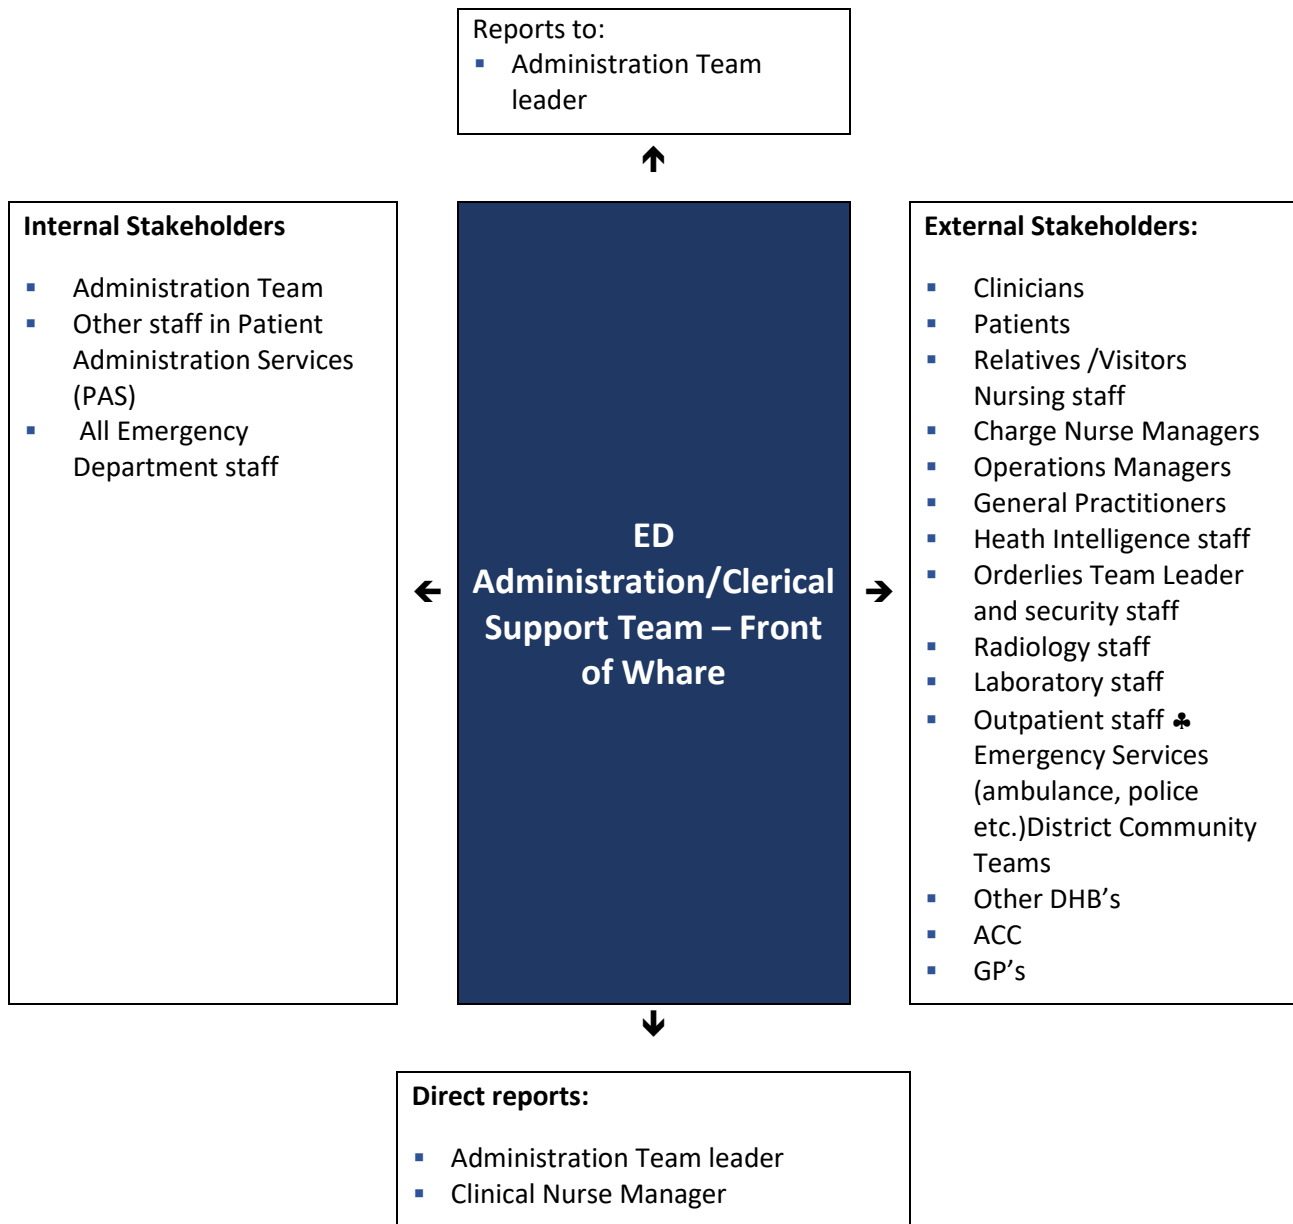 Reports to:
▪ Administration Team
leader
Internal Stakeholders
▪ Administration Team
▪ Other staff in Patient
Administration Services
(PAS)
▪ All Emergency
Department staff
ED
Administration/Clerical
Support Team – Front
of Whare
External Stakeholders:
▪ Clinicians
▪ Patients
▪ Relatives /Visitors
Nursing staff
▪ Charge Nurse Managers
▪ Operations Managers
▪ General Practitioners
▪ Heath Intelligence staff
▪ Orderlies Team Leader
and security staff
▪ Radiology staff
▪ Laboratory staff
▪ Outpatient staff ♣
Emergency Services
(ambulance, police
etc.)District Community
Teams
▪ Other DHB’s
▪ ACC
▪ GP’s
Direct reports:
▪ Administration Team leader
▪ Clinical Nurse Manager